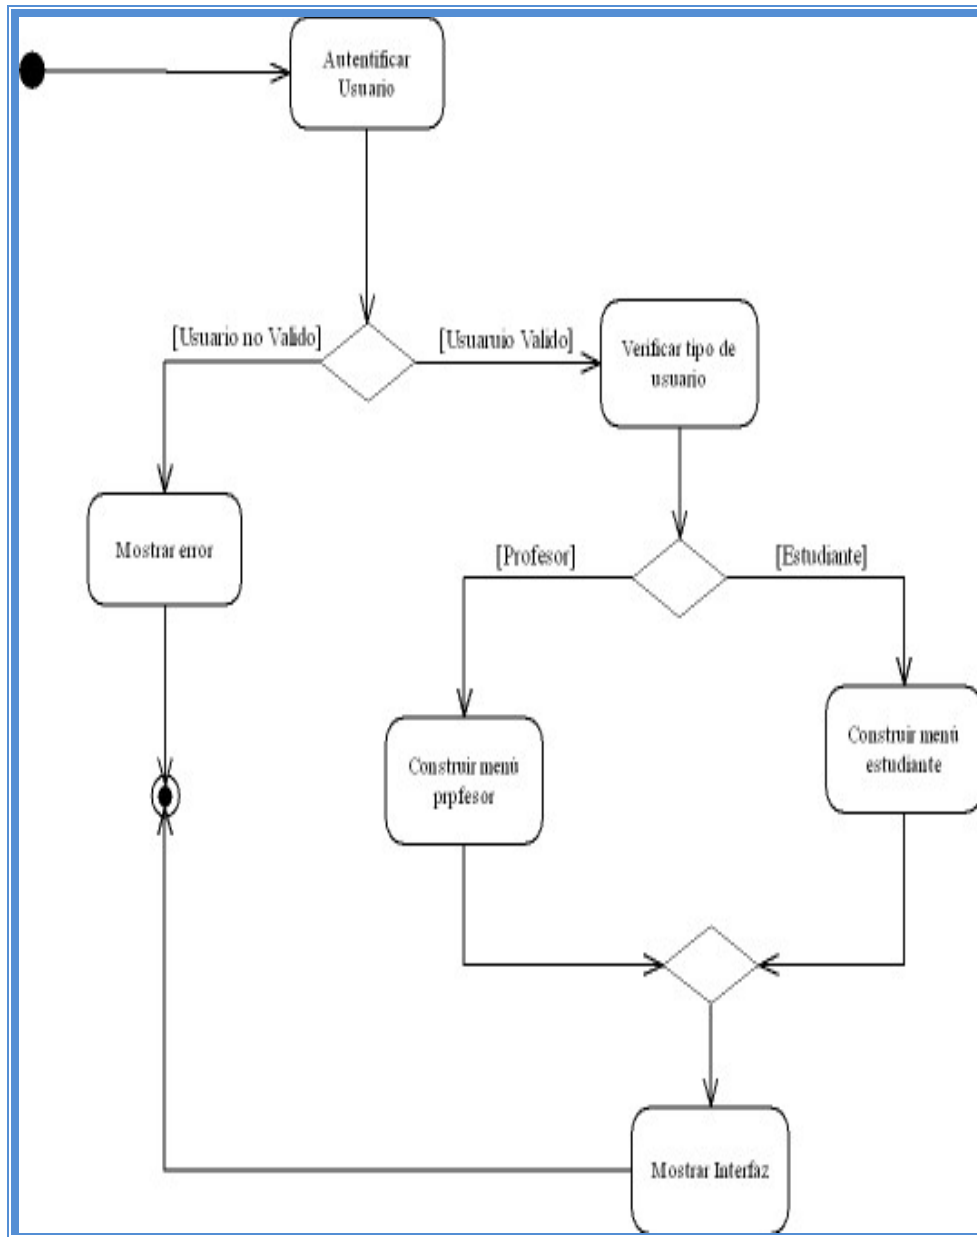 Autentificar
Usuario
[Usuario no Valido]
[Usuaruio Valido]
Verificar tipo de
usuario
Mostrar error
[Profesor]
[Estudiante]
Construir menú
prpfesor
Construir menú
estudiante
Mostrar Interfaz